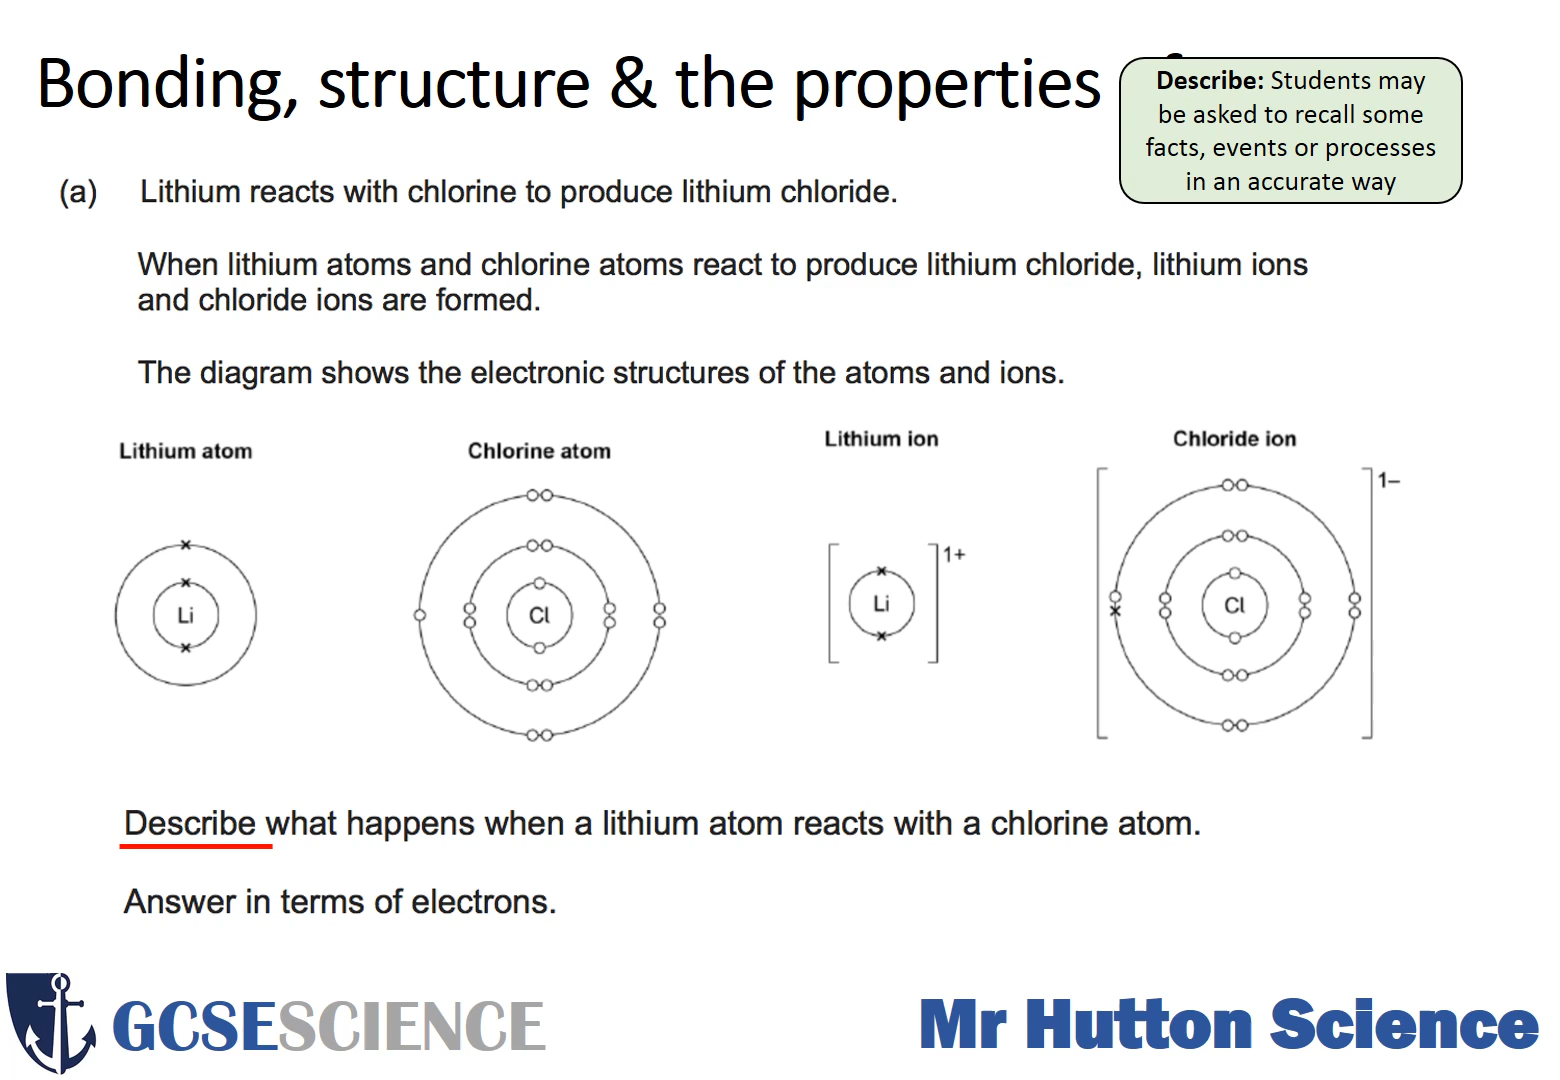 Bonding, structure & the properties
Describe: Students may
be asked to recall some
facts, events or processes
in an accurate way
(a) Lithium reacts with chlorine to produce lithium chloride.
When lithium atoms and chlorine atoms react to produce lithium chloride, lithium ions
and chloride ions are formed.
The diagram shows the electronic structures of the atoms and ions.
Lithium atom
Chlorine atom
Lithium ion
Chloride ion
Li
Cl
Li
1+
Cl
1–
Describe what happens when a lithium atom reacts with a chlorine atom.
Answer in terms of electrons.
GCSESCIENCE
Mr Hutton Science